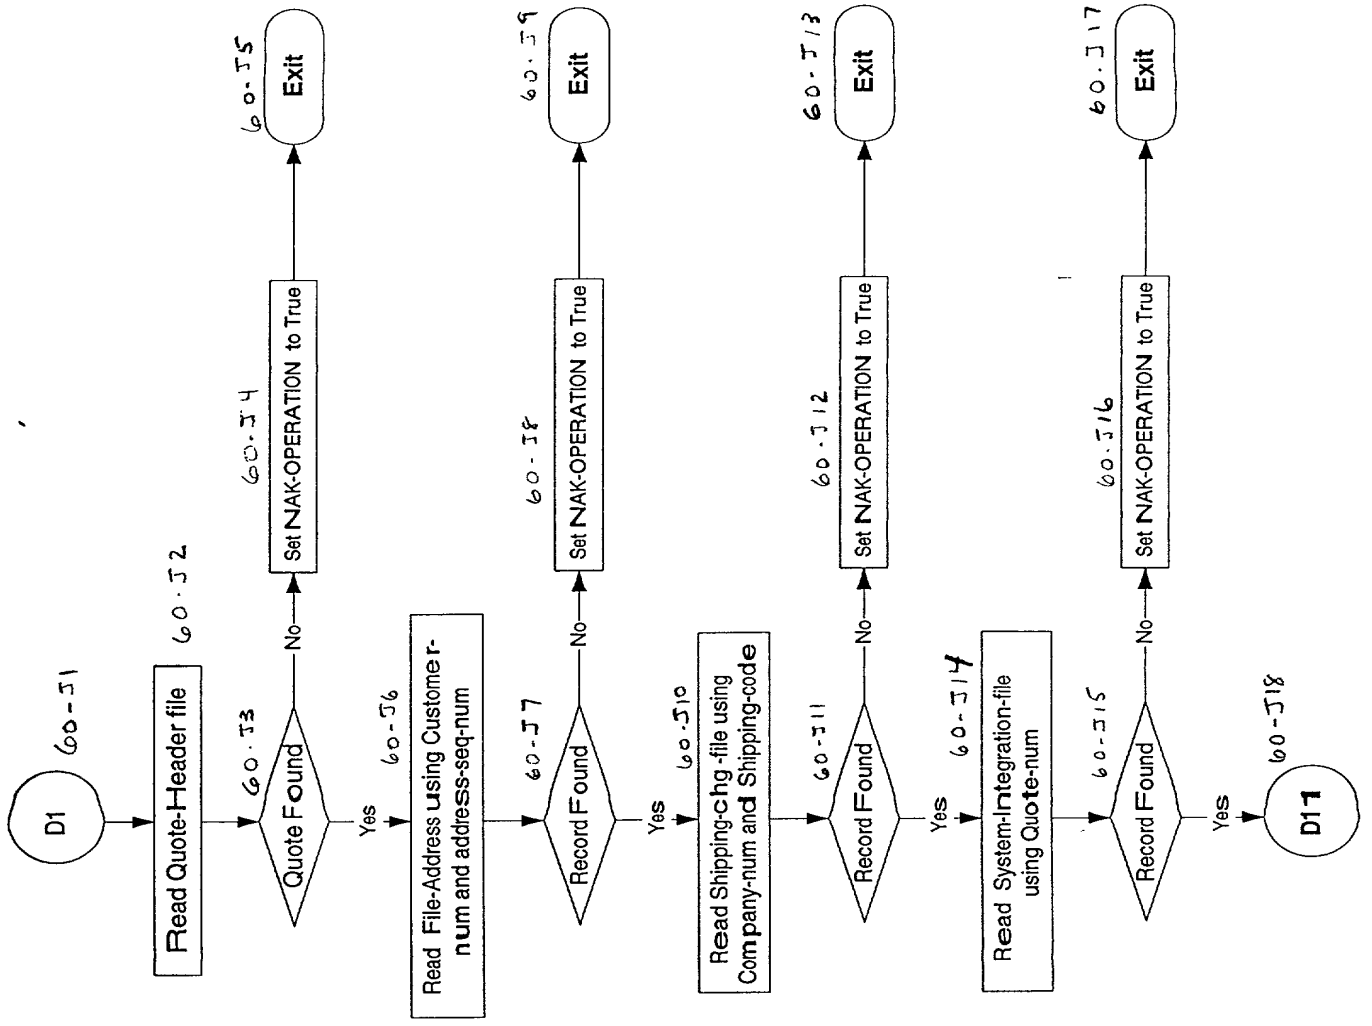 D1
60-J1
Read Quote-Header file
60-J2
Quote Found
60-J3
No
Set NAK-OPERATION to True
60-J4
Exit
60-J5
Yes
Read File-Address using Customer-
num and address-seq-num
60-J6
Record Found
60-J7
No
Set NAK-OPERATION to True
60-J8
Exit
60-J9
Yes
Read Shipping-chg-file using
Company-num and Shipping-code
60-J10
Record Found
60-J11
No
Set NAK-OPERATION to True
60-J12
Exit
60-J13
Yes
Read System-Integration-file
using Quote-num
60-J14
Record Found
60-J15
No
Set NAK-OPERATION to True
60-J16
Exit
60-J17
Yes
D11
60-J18